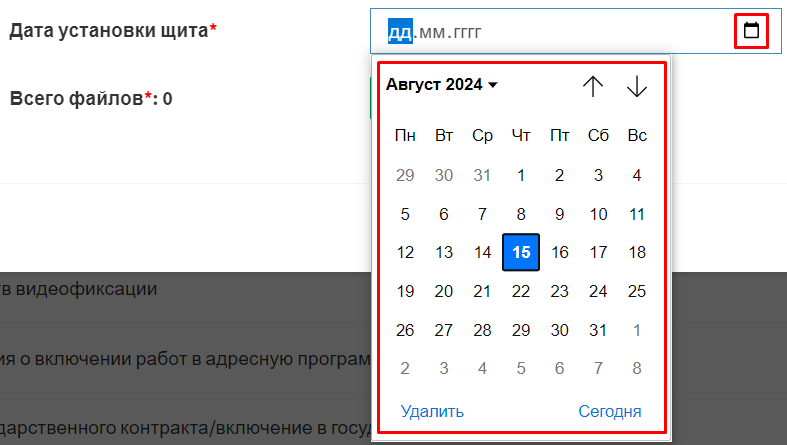 Дата установки щита*
дд.мм.гггг
Всего файлов*: 0
Август 2024
Пн Вт Ср Чт Пт Сб Вс
29 30 31 1 2 3 4
5 6 7 8 9 10 11
12 13 14 15 16 17 18
19 20 21 22 23 24 25
26 27 28 29 30 31 1
2 3 4 5 6 7 8
Удалить Сегодня
тв видеофиксации
ия о включении работ в адресную програм
дарственного контракта/включение в госуд